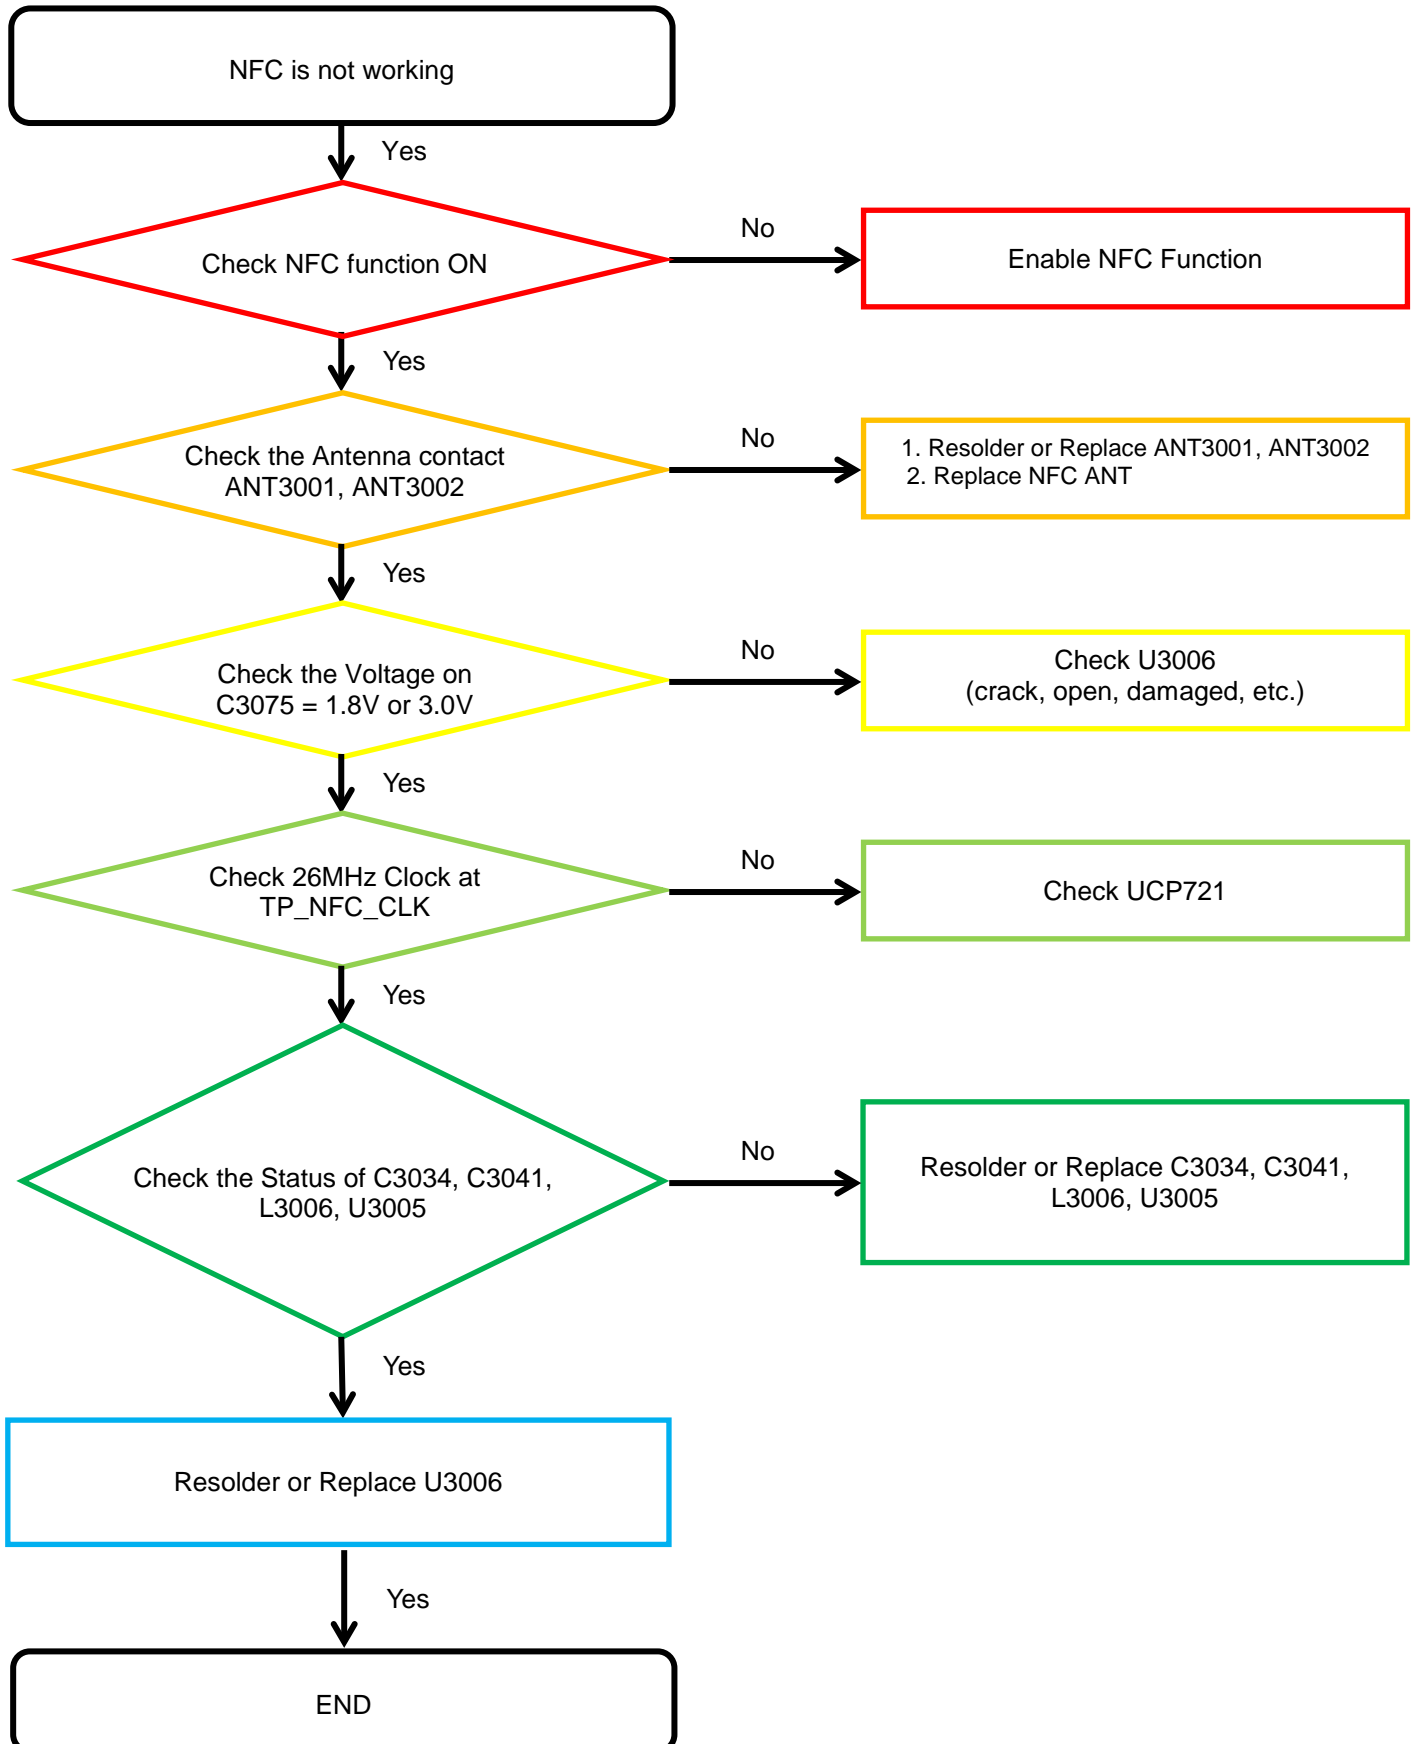 NFC is not working
Yes
Check NFC function ON
No
Enable NFC Function
Yes
Check the Antenna contact
ANT3001, ANT3002
No
1. Resolder or Replace ANT3001, ANT3002
2. Replace NFC ANT
Yes
Check the Voltage on
C3075 = 1.8V or 3.0V
No
Check U3006
(crack, open, damaged, etc.)
Yes
Check 26MHz Clock at
TP_NFC_CLK
No
Check UCP721
Yes
Check the Status of C3034, C3041,
L3006, U3005
No
Resolder or Replace C3034, C3041,
L3006, U3005
Yes
Resolder or Replace U3006
Yes
END